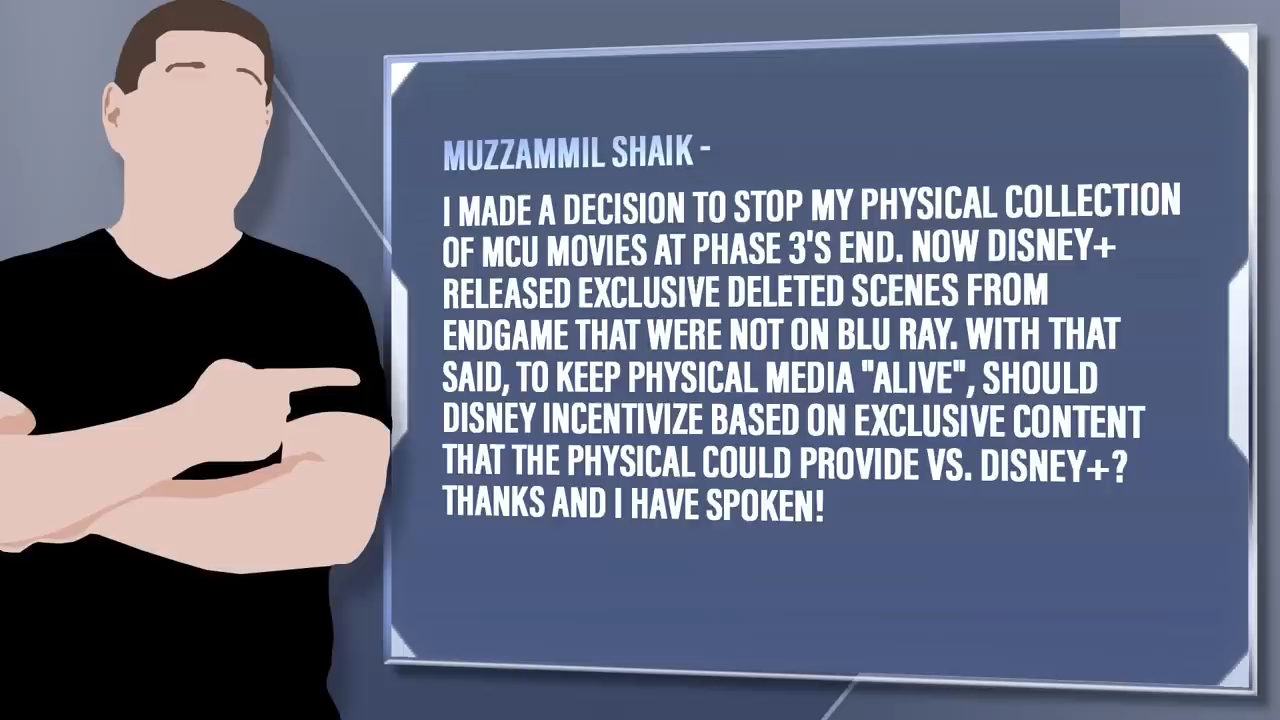 MUZZAMMIL SHAIK -
I MADE A DECISION TO STOP MY PHYSICAL COLLECTION
OF MCU MOVIES AT PHASE 3'S END. NOW DISNEY+
RELEASED EXCLUSIVE DELETED SCENES FROM
ENDGAME THAT WERE NOT ON BLU RAY. WITH THAT
SAID, TO KEEP PHYSICAL MEDIA "ALIVE", SHOULD
DISNEY INCENTIVIZE BASED ON EXCLUSIVE CONTENT
THAT THE PHYSICAL COULD PROVIDE VS. DISNEY+?
THANKS AND I HAVE SPOKEN!